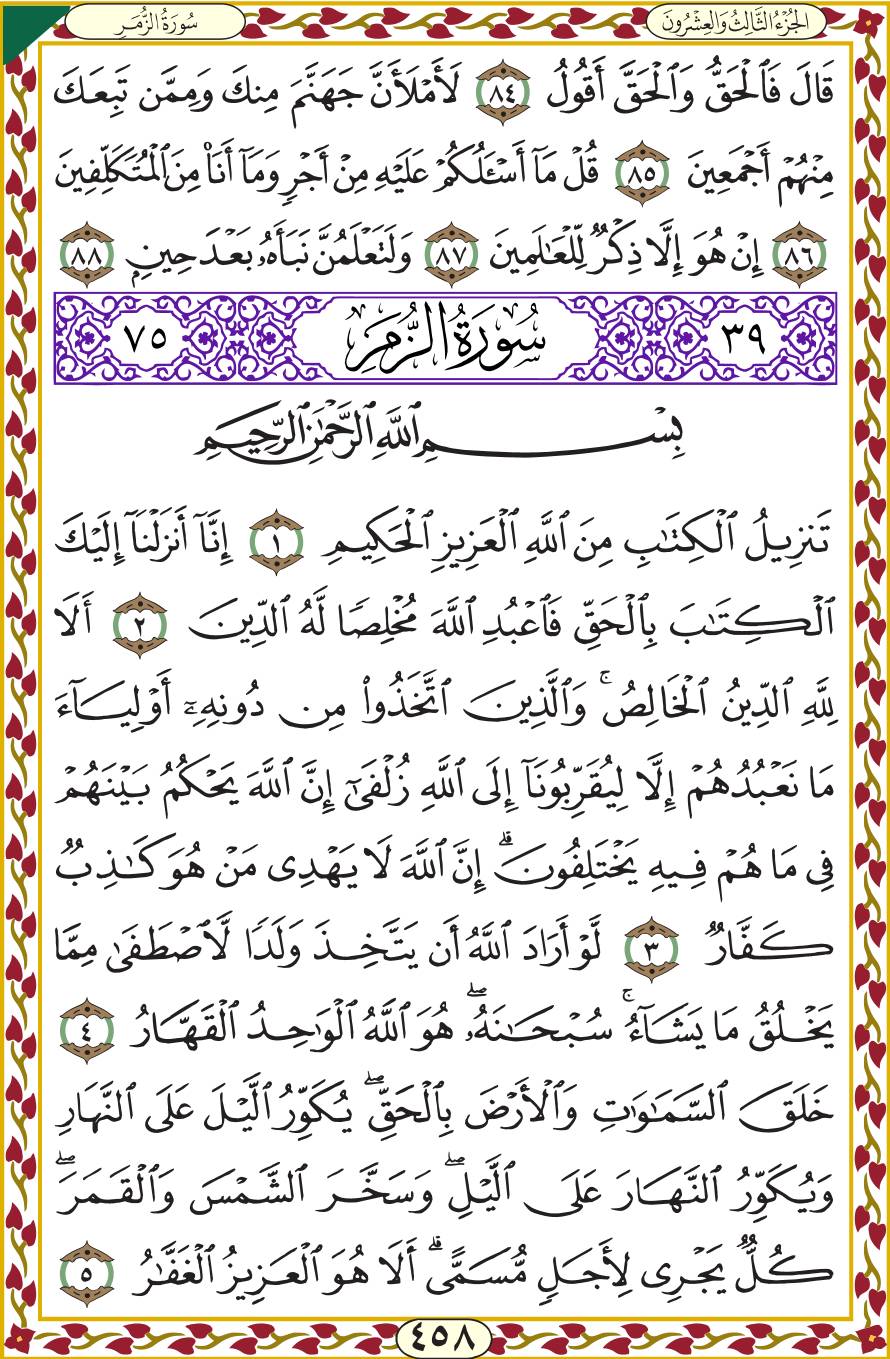 الجُزْءُ الثَّالِثُ وَالعِشْرُونَ سُورَةُ الزُّمَرِ
قَالَ فَٱلْحَقُّ وَٱلْحَقَّ أَقُولُ ٨٤ لَأَمْلَأَنَّ جَهَنَّمَ مِنكَ وَمِمَّن تَبِعَكَ
مِنْهُمْ أَجْمَعِينَ ٨٥ قُلْ مَآ أَسْـَٔلُكُمْ عَلَيْهِ مِنْ أَجْرٍ وَمَآ أَنَا۠ مِنَ ٱلْمُتَكَلِّفِينَ
٨٦ إِنْ هُوَ إِلَّا ذِكْرٌ لِّلْعَـٰلَمِينَ ٨٧ وَلَتَعْلَمُنَّ نَبَأَهُۥ بَعْدَ حِينٍۭ ٨٨
٣٩ سُورَةُ الزُّمَرِ ٧٥
بِسْمِ ٱللَّهِ ٱلرَّحْمَـٰنِ ٱلرَّحِيمِ
تَنزِيلُ ٱلْكِتَـٰبِ مِنَ ٱللَّهِ ٱلْعَزِيزِ ٱلْحَكِيمِ ١ إِنَّآ أَنزَلْنَآ إِلَيْكَ
ٱلْكِتَـٰبَ بِٱلْحَقِّ فَٱعْبُدِ ٱللَّهَ مُخْلِصًا لَّهُ ٱلدِّينَ ٢ أَلَا
لِلَّهِ ٱلدِّينُ ٱلْخَالِصُ ۚ وَٱلَّذِينَ ٱتَّخَذُوا۟ مِن دُونِهِۦٓ أَوْلِيَآءَ
مَا نَعْبُدُهُمْ إِلَّا لِيُقَرِّبُونَآ إِلَى ٱللَّهِ زُلْفَىٰٓ إِنَّ ٱللَّهَ يَحْكُمُ بَيْنَهُمْ
فِى مَا هُمْ فِيهِ يَخْتَلِفُونَ ۗ إِنَّ ٱللَّهَ لَا يَهْدِى مَنْ هُوَ كَـٰذِبٌ
كَفَّارٌ ٣ لَّوْ أَرَادَ ٱللَّهُ أَن يَتَّخِذَ وَلَدًا لَّٱصْطَفَىٰ مِمَّا
يَخْلُقُ مَا يَشَآءُ ۚ سُبْحَـٰنَهُۥ ۖ هُوَ ٱللَّهُ ٱلْوَٰحِدُ ٱلْقَهَّارُ ٤
خَلَقَ ٱلسَّمَـٰوَٰتِ وَٱلْأَرْضَ بِٱلْحَقِّ ۖ يُكَوِّرُ ٱلَّيْلَ عَلَى ٱلنَّهَارِ
وَيُكَوِّرُ ٱلنَّهَارَ عَلَى ٱلَّيْلِ ۖ وَسَخَّرَ ٱلشَّمْسَ وَٱلْقَمَرَ ۖ
كُلٌّ يَجْرِى لِأَجَلٍ مُّسَمًّى ۗ أَلَا هُوَ ٱلْعَزِيزُ ٱلْغَفَّـٰرُ ٥
٤٥٨